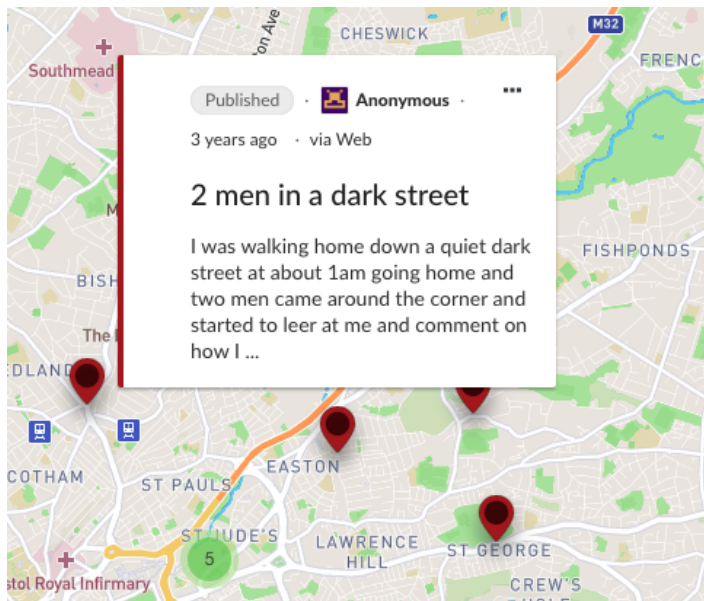 on Ave
M32
CHESWICK
Southmead
FRENC
Published · Anonymous · ...
3 years ago · via Web
2 men in a dark street
I was walking home down a quiet dark
street at about 1am going home and
two men came around the corner and
started to leer at me and comment on
how I ...
M
FISHPONDS
BISH
The
EDLAND
COTHAM
ST PAULS
EASTON
ST JUDE'S
5
LAWRENCE
HILL
ST GEORGE
stol Royal Infirmary
CREW'S